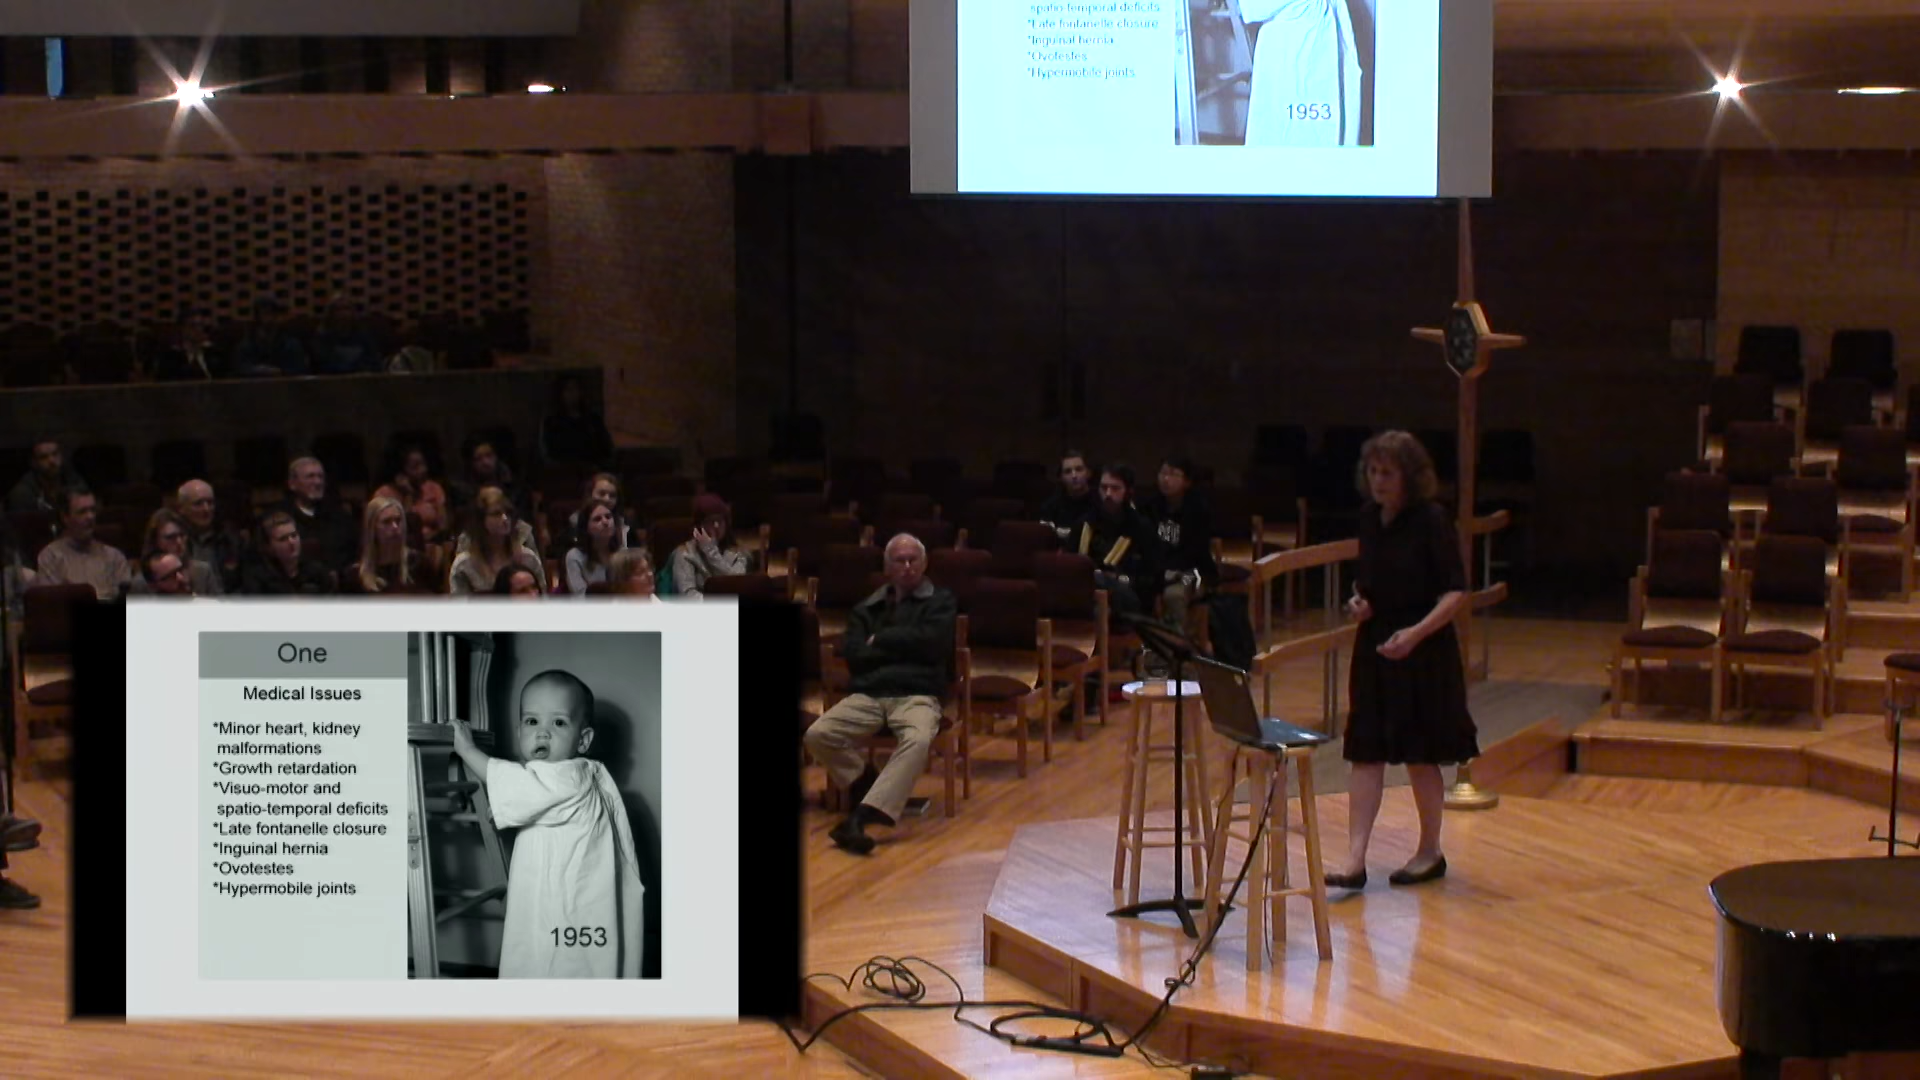 spatio-temporal deficits
*Late fontanelle closure
*Inguinal hernia
*Ovotestes
*Hypermobile joints
1953
One
Medical Issues
*Minor heart, kidney
malformations
*Growth retardation
*Visuo-motor and
spatio-temporal deficits
*Late fontanelle closure
*Inguinal hernia
*Ovotestes
*Hypermobile joints
1953